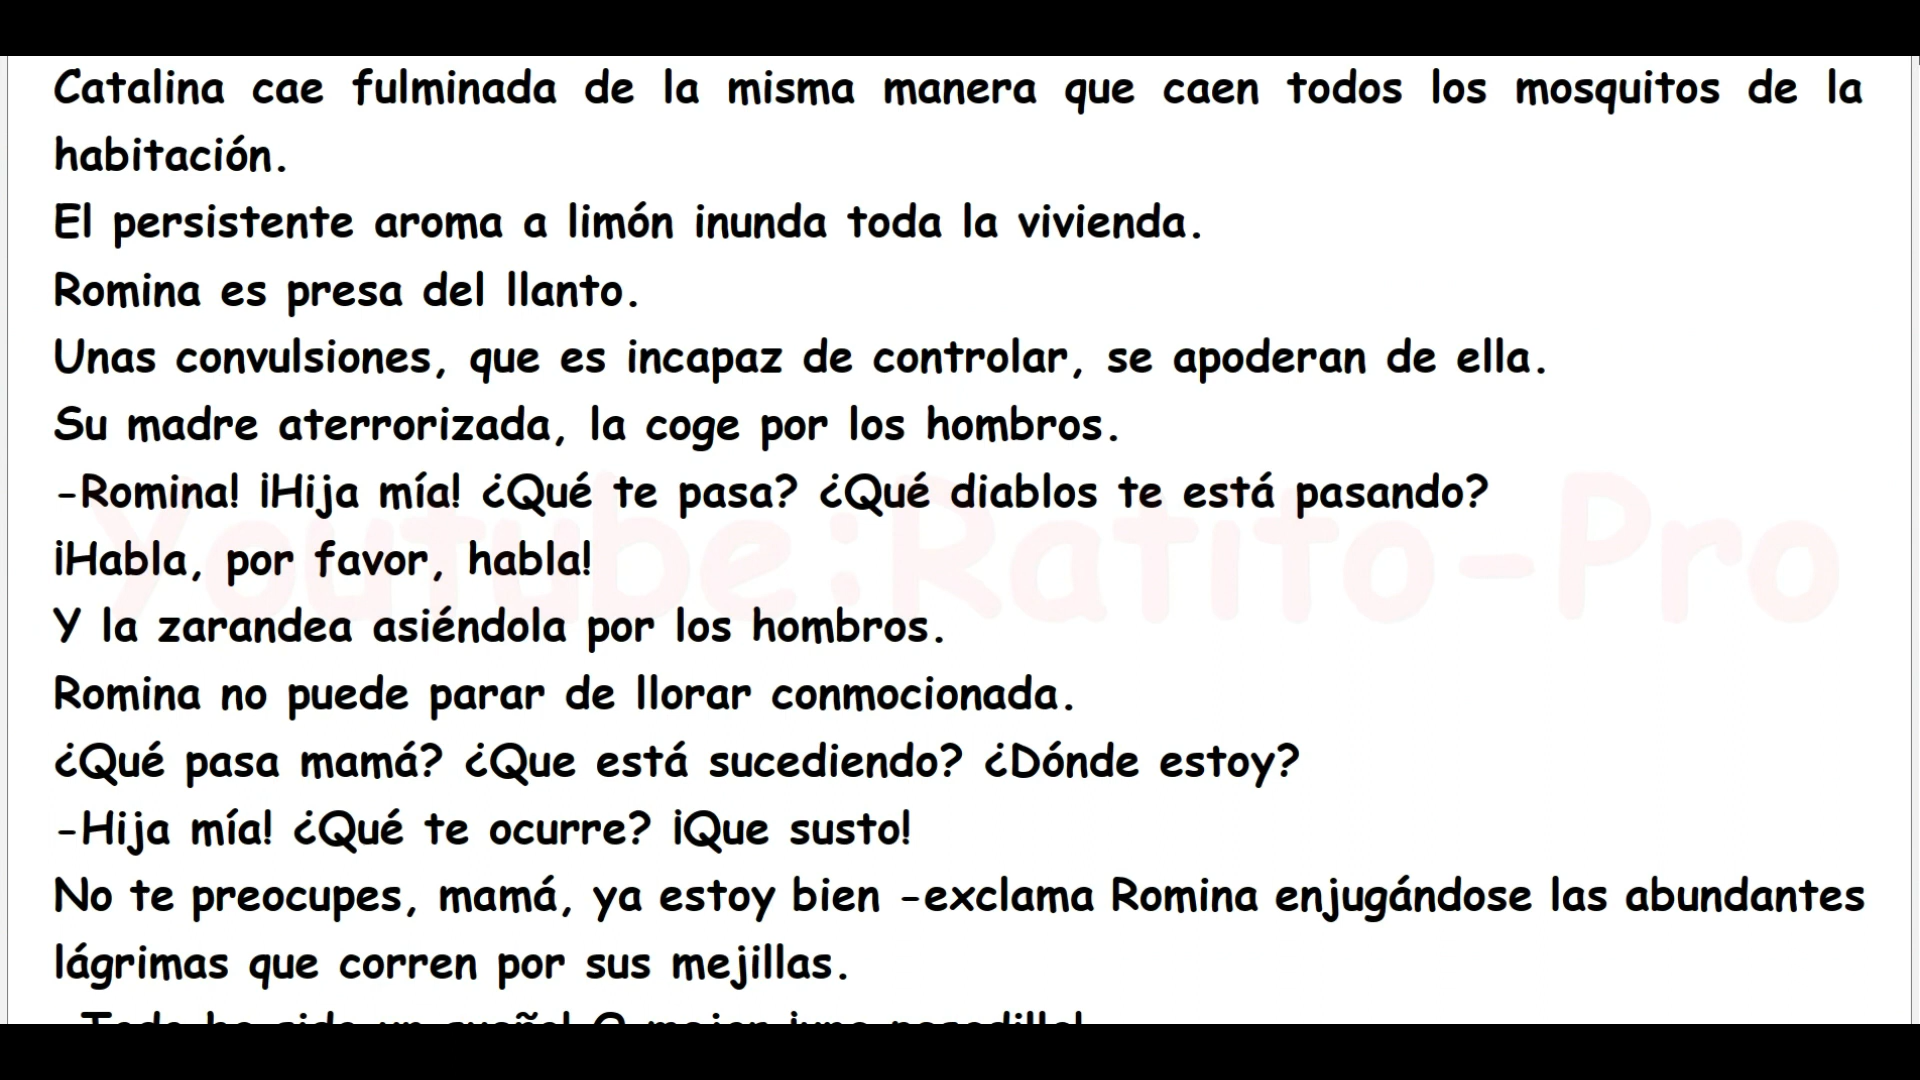 Catalina cae fulminada de la misma manera que caen todos los mosquitos de la
habitación.
El persistente aroma a limón inunda toda la vivienda.
Romina es presa del llanto.
Unas convulsiones, que es incapaz de controlar, se apoderan de ella.
Su madre aterrorizada, la coge por los hombros.
-Romina! ¡Hija mía! ¿Qué te pasa? ¿Qué diablos te está pasando?
Youtube:Ratito-Pro
¡Habla, por favor, habla!
Y la zarandea asiéndola por los hombros.
Romina no puede parar de llorar conmocionada.
¿Qué pasa mamá? ¿Que está sucediendo? ¿Dónde estoy?
-Hija mía! ¿Qué te ocurre? ¡Que susto!
No te preocupes, mamá, ya estoy bien -exclama Romina enjugándose las abundantes
lágrimas que corren por sus mejillas.